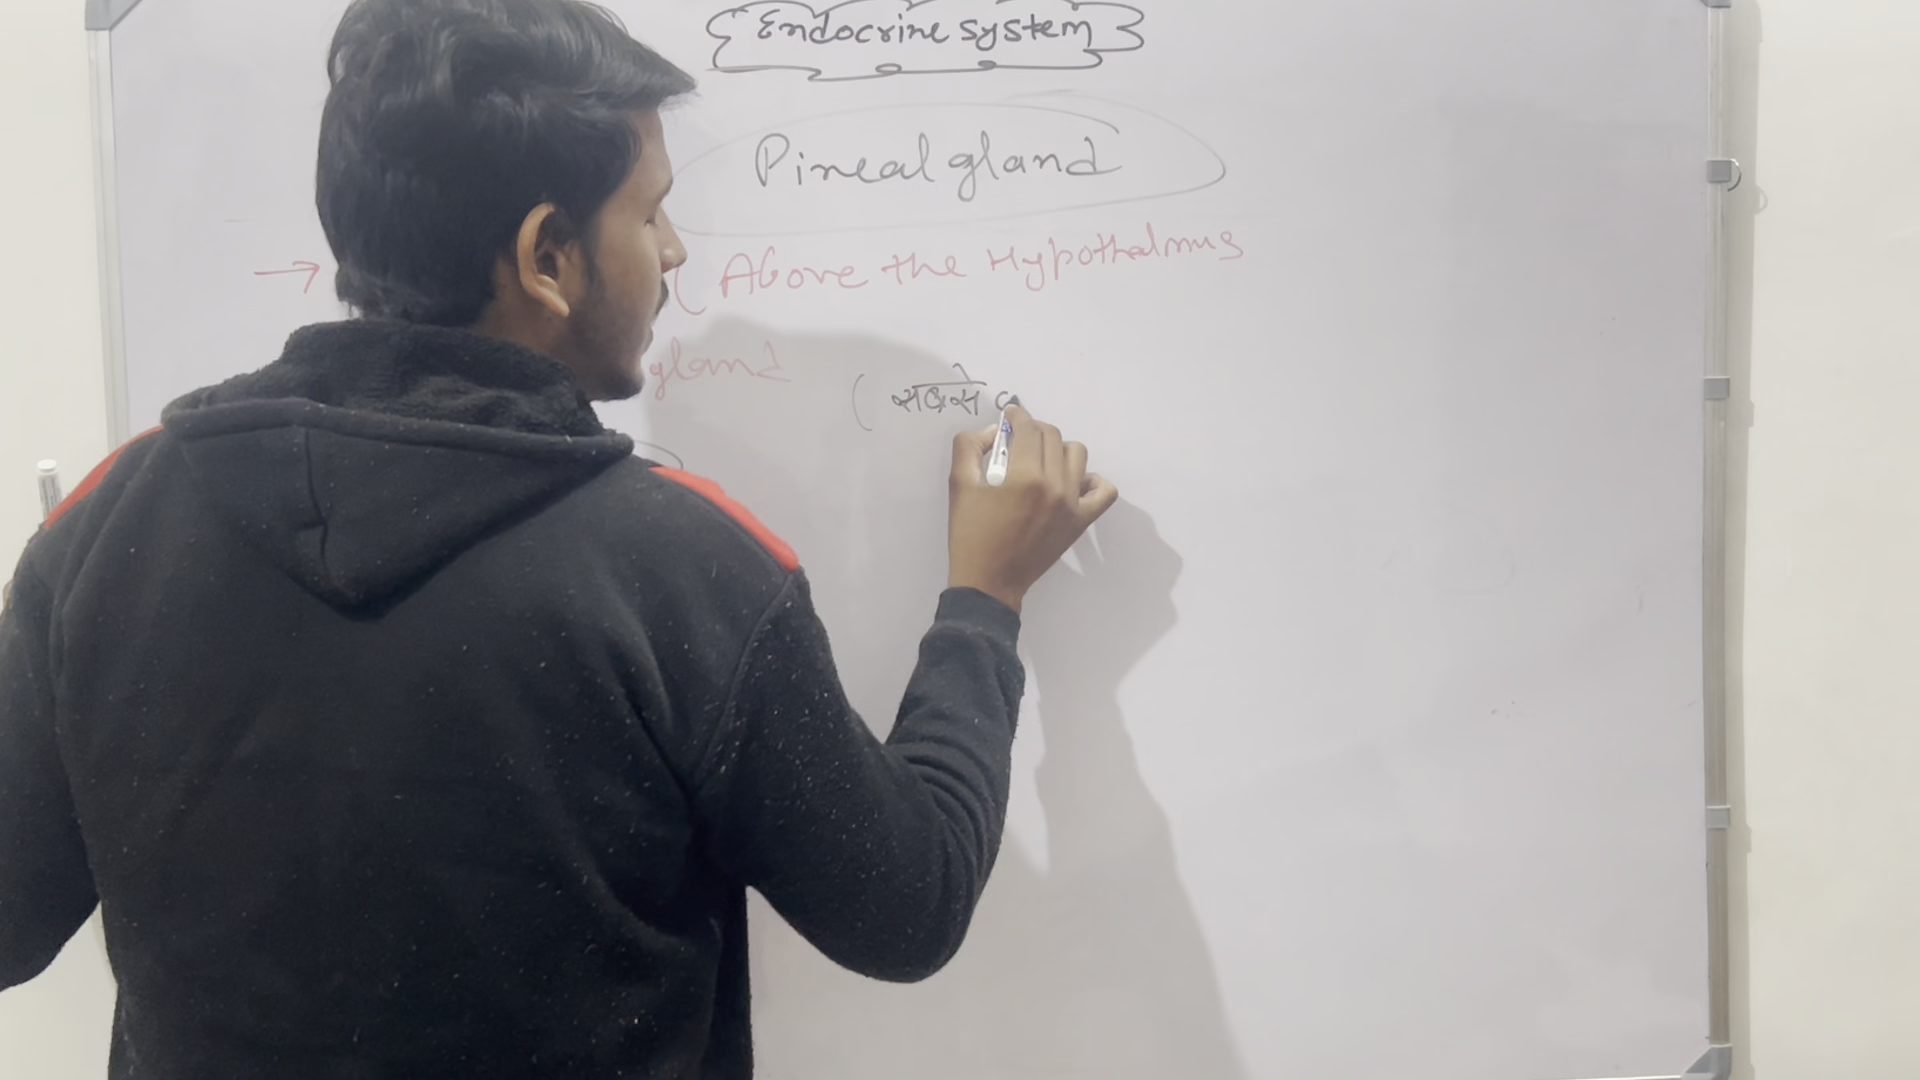 Endocrine system
Pineal gland
→ ( Above the Hypothalmus
gland ( सबसे